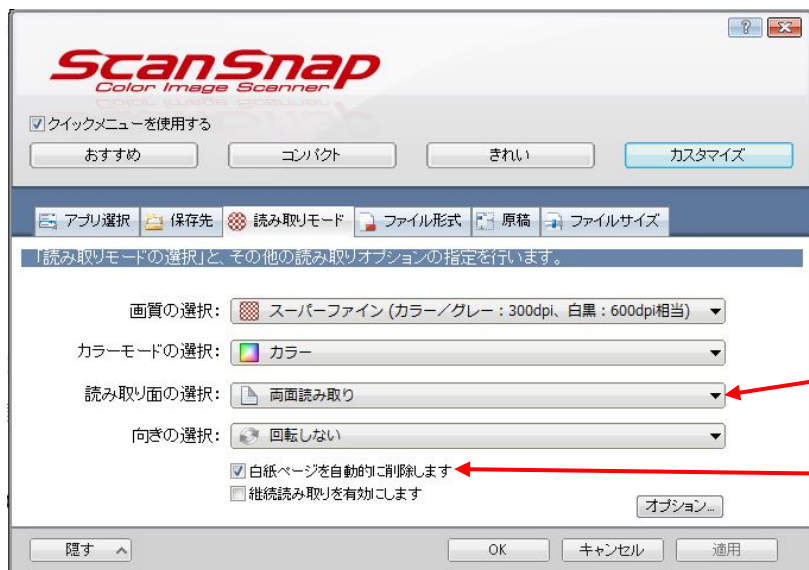 ScanSnap
Color Image Scanner
クイックメニューを使用する
おすすめ コンパクト きれい カスタマイズ
アプリ選択 保存先 読み取りモード ファイル形式 原稿 ファイルサイズ
「読み取りモードの選択」と、その他の読み取りオプションの指定を行います。
画質の選択: スーパーファイン (カラー/グレー:300dpi、白黒:600dpi相当)
カラーモードの選択: カラー
読み取り面の選択: 両面読み取り
向きの選択: 回転しない
白紙ページを自動的に削除します
継続読み取りを有効にします
オプション...
隠す OK キャンセル 適用